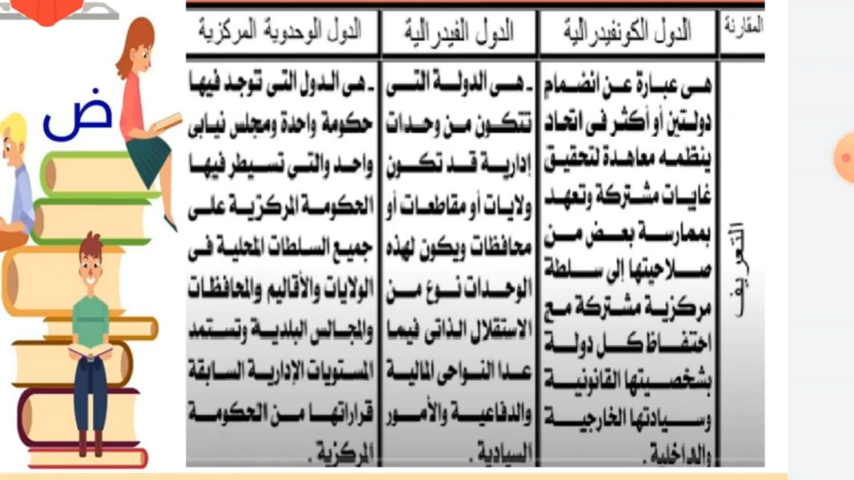 المقارنة
الدول الكونفيدرالية
الدول الفيدرالية
الدول الوحدوية المركزية
التعريف
هى عبارة عن انضمام
دولتين أو أكثر فى اتحاد
ينظمه معاهدة لتحقيق
غايات مشتركة وتعهد
بممارسة بعض من
صلاحيتها إلى سلطة
مركزية مشتركة مع
احتفاظ كل دولة
بشخصيتها القانونية
وسيادتها الخارجية
والداخلية .
ـ هى الدولة التى
تتكون من وحدات
إدارية قد تكون
ولايات أو مقاطعات أو
محافظات ويكون لهذه
الوحدات نوع من
الاستقلال الذاتى فيما
عدا النواحى المالية
والدفاعية والأمور
السيادية .
ـ هى الدول التى توجد فيها
حكومة واحدة ومجلس نيابى
واحد والتى تسيطر فيها
الحكومة المركزية على
جميع السلطات المحلية فى
الولايات والأقاليم والمحافظات
والمجالس البلدية وتستمد
المستويات الإدارية السابقة
قراراتها من الحكومة
المركزية .
ض